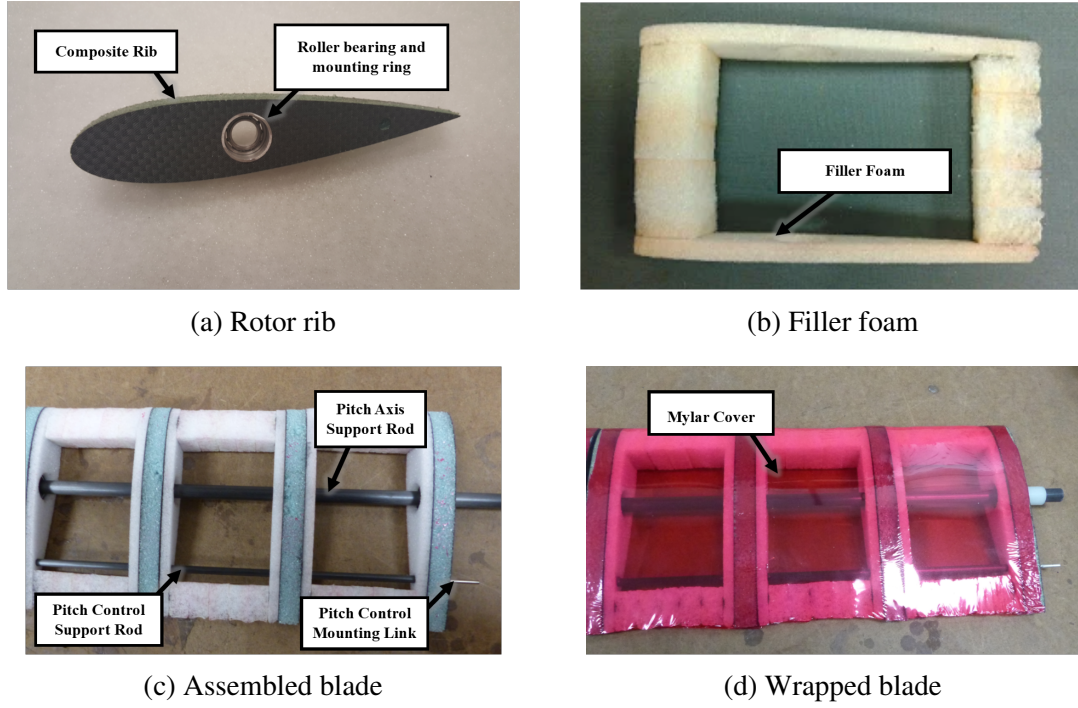 Composite Rib
Roller bearing and
mounting ring
(a) Rotor rib
Filler Foam
(b) Filler foam
Pitch Axis
Support Rod
Pitch Control
Support Rod
Pitch Control
Mounting Link
(c) Assembled blade
Mylar Cover
(d) Wrapped blade